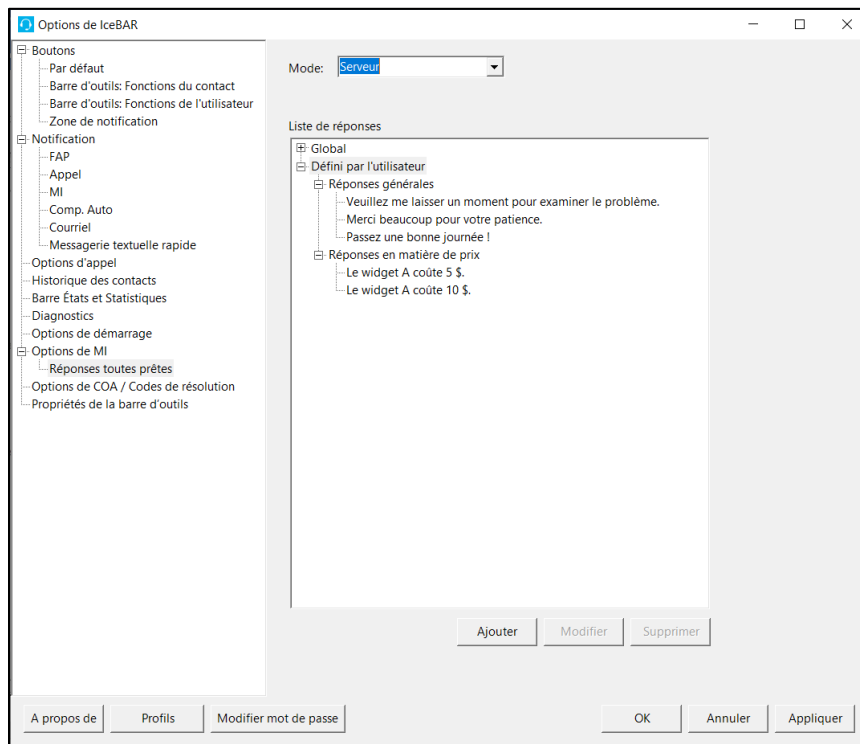 Options de IceBAR
Boutons
Par défaut
Barre d'outils: Fonctions du contact
Barre d'outils: Fonctions de l'utilisateur
Zone de notification
Notification
FAP
Appel
MI
Comp. Auto
Courriel
Messagerie textuelle rapide
Options d'appel
Historique des contacts
Barre États et Statistiques
Diagnostics
Options de démarrage
Options de MI
Réponses toutes prêtes
Options de COA / Codes de résolution
Propriétés de la barre d'outils
Mode: Serveur
Liste de réponses
Global
Défini par l'utilisateur
Réponses générales
Veuillez me laisser un moment pour examiner le problème.
Merci beaucoup pour votre patience.
Passez une bonne journée !
Réponses en matière de prix
Le widget A coûte 5 $.
Le widget A coûte 10 $.
Ajouter Modifier Supprimer
A propos de Profils Modifier mot de passe OK Annuler Appliquer